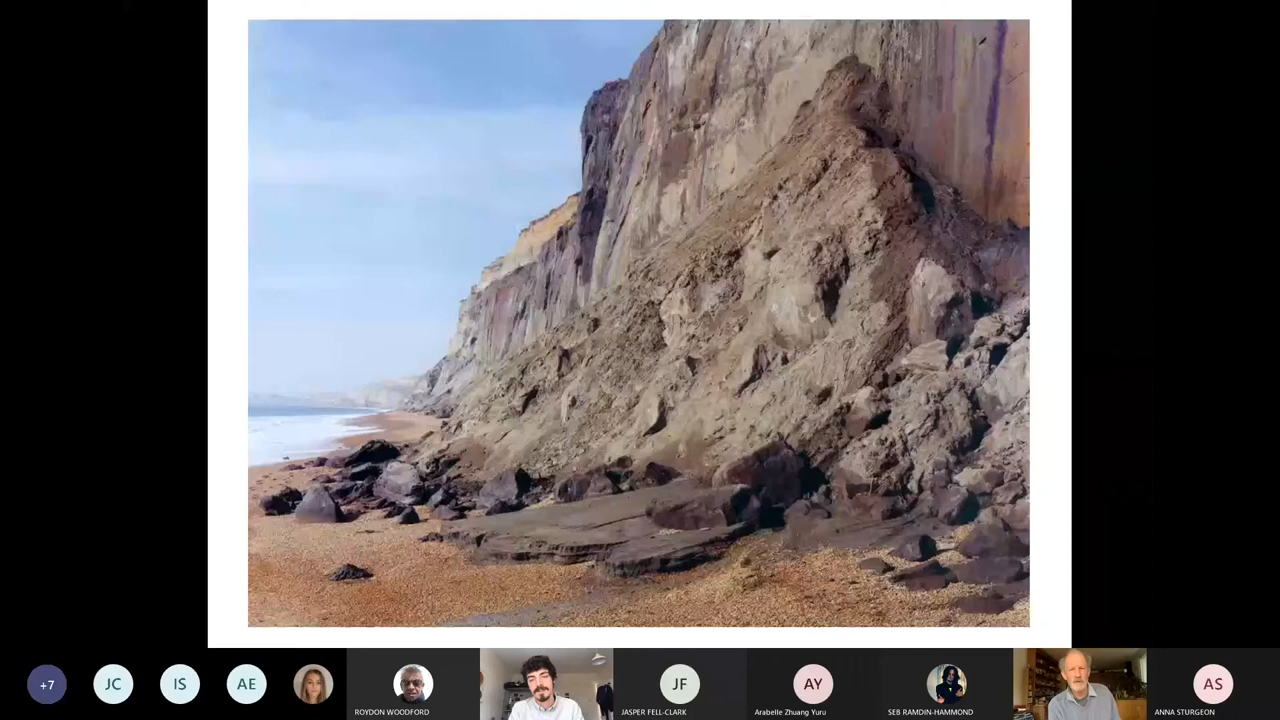 +7
JC
IS
AE
ROYDON WOODFORD
JF
JASPER FELL-CLARK
AY
Arabelle Zhuang Yuru
SEB RAMDIN-HAMMOND
AS
ANNA STURGEON